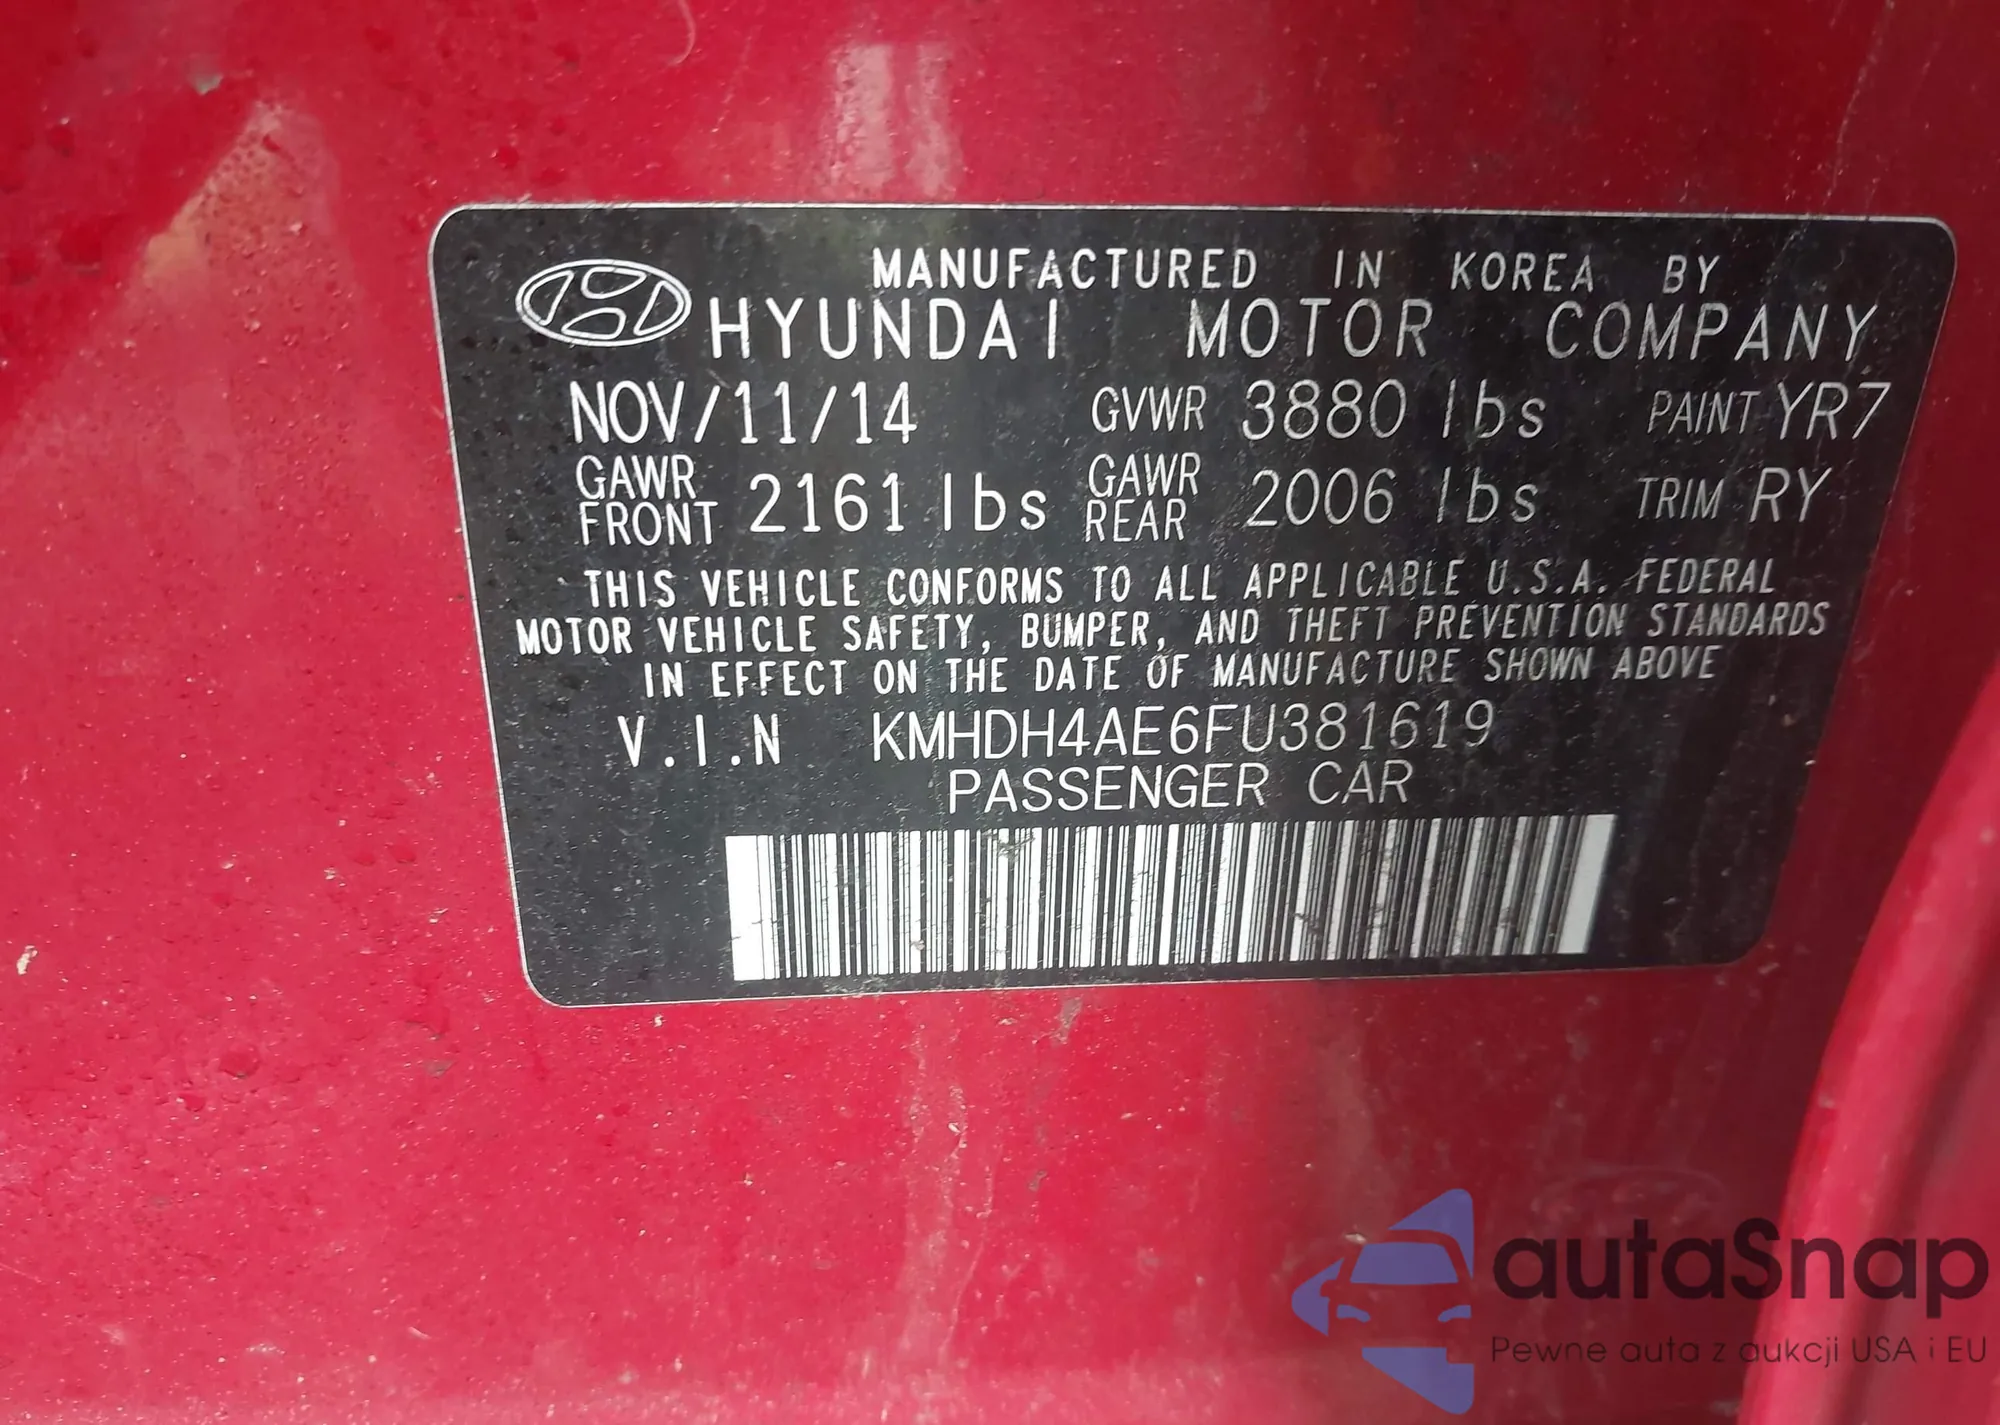 MANUFACTURED IN KOREA BY
HYUNDAI MOTOR COMPANY
NOV/11/14 GVWR 3880 lbs PAINT YR7
GAWR FRONT 2161 lbs GAWR REAR 2006 lbs TRIM RY
THIS VEHICLE CONFORMS TO ALL APPLICABLE U.S.A. FEDERAL
MOTOR VEHICLE SAFETY, BUMPER, AND THEFT PREVENTION STANDARDS
IN EFFECT ON THE DATE OF MANUFACTURE SHOWN ABOVE
V.I.N KMHDH4AE6FU381619
PASSENGER CAR
autaSnap
Pewne auta z aukcji USA i EU